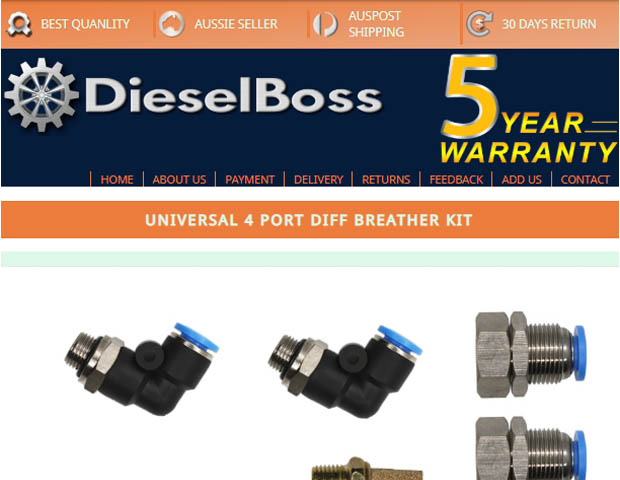 BEST QUANLITY
AUSSIE SELLER
AUSPOST
SHIPPING
30 DAYS RETURN
DieselBoss
5
YEAR
WARRANTY
HOME
ABOUT US
PAYMENT
DELIVERY
RETURNS
FEEDBACK
ADD US
CONTACT
UNIVERSAL 4 PORT DIFF BREATHER KIT